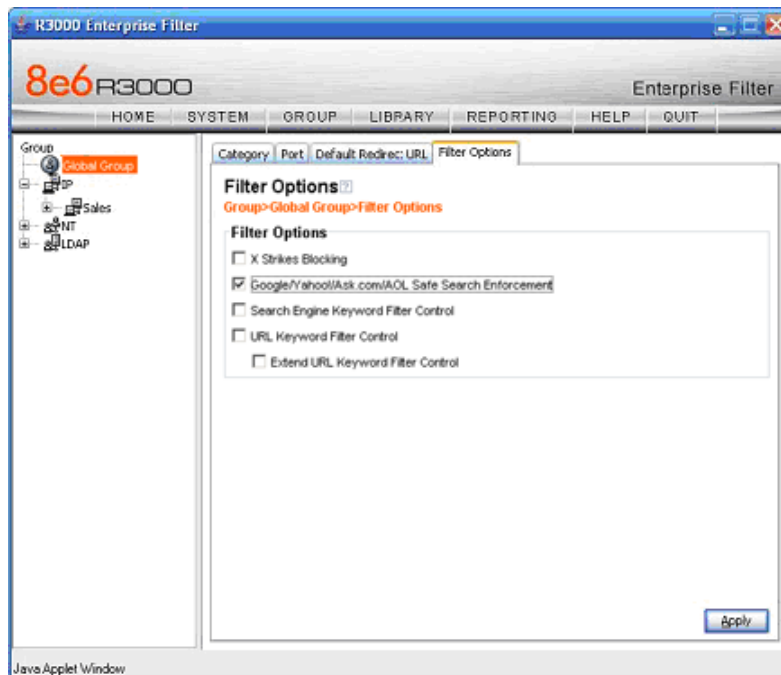 R3000 Enterprise Filter
8e6 R3000
Enterprise Filter
HOME SYSTEM GROUP LIBRARY REPORTING HELP QUIT
Group
Global Group
IP
Sales
NT
LDAP
Category Port Default Redirect URL Filter Options
Filter Options ?
Group>Global Group>Filter Options
Filter Options
X Strikes Blocking
Google/Yahoo!/Ask.com/AOL Safe Search Enforcement
Search Engine Keyword Filter Control
URL Keyword Filter Control
Extend URL Keyword Filter Control
Apply
Java Applet Window